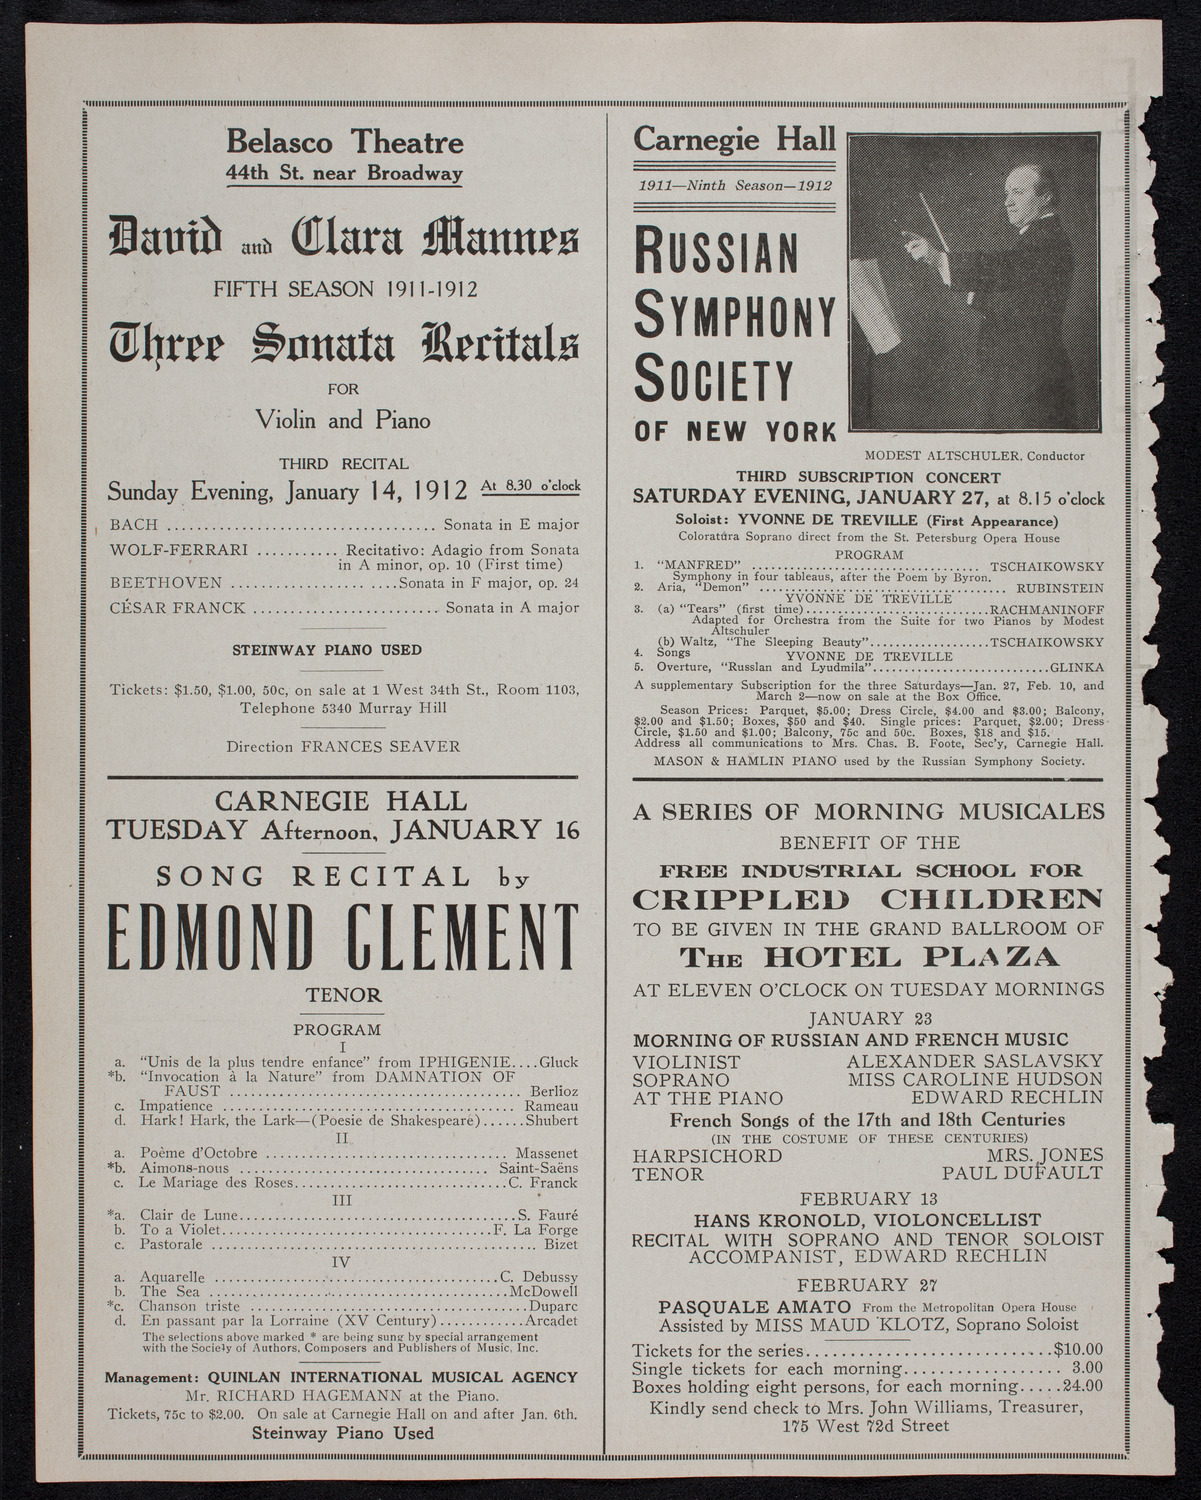 Belasco Theatre
44th St. near Broadway
David and Clara Mannes
FIFTH SEASON 1911-1912
Three Sonata Recitals
FOR
Violin and Piano
THIRD RECITAL
Sunday Evening, January 14, 1912 At 8.30 o'clock
BACH .................................... Sonata in E major
WOLF-FERRARI ........... Recitativo: Adagio from Sonata
in A minor, op. 10 (First time)
BEETHOVEN ..................... Sonata in F major, op. 24
CÉSAR FRANCK ......................... Sonata in A major
STEINWAY PIANO USED
Tickets: $1.50, $1.00, 50c, on sale at 1 West 34th St., Room 1103,
Telephone 5340 Murray Hill
Direction FRANCES SEAVER
CARNEGIE HALL
TUESDAY Afternoon, JANUARY 16
SONG RECITAL by
EDMOND CLEMENT
TENOR
PROGRAM
I
a. "Unis de la plus tendre enfance" from IPHIGENIE....Gluck
*b. "Invocation à la Nature" from DAMNATION OF
FAUST ....................................... Berlioz
c. Impatience ....................................... Rameau
d. Hark! Hark, the Lark—(Poesie de Shakespeare)......Shubert
II
a. Poème d'Octobre ................................ Massenet
*b. Aimons-nous ................................. Saint-Saëns
c. Le Mariage des Roses............................C. Franck
III
*a. Clair de Lune.....................................S. Fauré
b. To a Violet....................................F. La Forge
c. Pastorale ........................................... Bizet
IV
a. Aquarelle ......................................C. Debussy
b. The Sea ........................................McDowell
*c. Chanson triste .....................................Duparc
d. En passant par la Lorraine (XV Century)...........Arcadet
The selections above marked * are being sung by special arrangement
with the Society of Authors, Composers and Publishers of Music, Inc.
Management: QUINLAN INTERNATIONAL MUSICAL AGENCY
Mr. RICHARD HAGEMANN at the Piano.
Tickets, 75c to $2.00. On sale at Carnegie Hall on and after Jan. 6th.
Steinway Piano Used
Carnegie Hall
1911—Ninth Season—1912
RUSSIAN
SYMPHONY
SOCIETY
OF NEW YORK
MODEST ALTSCHULER, Conductor
THIRD SUBSCRIPTION CONCERT
SATURDAY EVENING, JANUARY 27, at 8.15 o'clock
Soloist: YVONNE DE TREVILLE (First Appearance)
Coloratura Soprano direct from the St. Petersburg Opera House
PROGRAM
1. "MANFRED" ................................ TSCHAIKOWSKY
Symphony in four tableaus, after the Poem by Byron.
2. Aria, "Demon" .................................. RUBINSTEIN
YVONNE DE TREVILLE
3. (a) "Tears" (first time)...........................RACHMANINOFF
Adapted for Orchestra from the Suite for two Pianos by Modest
Altschuler
(b) Waltz, "The Sleeping Beauty"..................TSCHAIKOWSKY
4. Songs YVONNE DE TREVILLE
5. Overture, "Russlan and Lyudmila"..........................GLINKA
A supplementary Subscription for the three Saturdays—Jan. 27, Feb. 10, and
March 2—now on sale at the Box Office.
Season Prices: Parquet, $5.00; Dress Circle, $4.00 and $3.00; Balcony,
$2.00 and $1.50; Boxes, $50 and $40. Single prices: Parquet, $2.00; Dress
Circle, $1.50 and $1.00; Balcony, 75c and 50c. Boxes, $18 and $15.
Address all communications to Mrs. Chas. B. Foote, Sec'y, Carnegie Hall.
MASON & HAMLIN PIANO used by the Russian Symphony Society.
A SERIES OF MORNING MUSICALES
BENEFIT OF THE
FREE INDUSTRIAL SCHOOL FOR
CRIPPLED CHILDREN
TO BE GIVEN IN THE GRAND BALLROOM OF
THE HOTEL PLAZA
AT ELEVEN O'CLOCK ON TUESDAY MORNINGS
JANUARY 23
MORNING OF RUSSIAN AND FRENCH MUSIC
VIOLINIST ALEXANDER SASLAVSKY
SOPRANO MISS CAROLINE HUDSON
AT THE PIANO EDWARD RECHLIN
French Songs of the 17th and 18th Centuries
(IN THE COSTUME OF THESE CENTURIES)
HARPSICHORD MRS. JONES
TENOR PAUL DUFAULT
FEBRUARY 13
HANS KRONOLD, VIOLONCELLIST
RECITAL WITH SOPRANO AND TENOR SOLOIST
ACCOMPANIST, EDWARD RECHLIN
FEBRUARY 27
PASQUALE AMATO From the Metropolitan Opera House
Assisted by MISS MAUD KLOTZ, Soprano Soloist
Tickets for the series...........................$10.00
Single tickets for each morning.................. 3.00
Boxes holding eight persons, for each morning.....24.00
Kindly send check to Mrs. John Williams, Treasurer,
175 West 72d Street